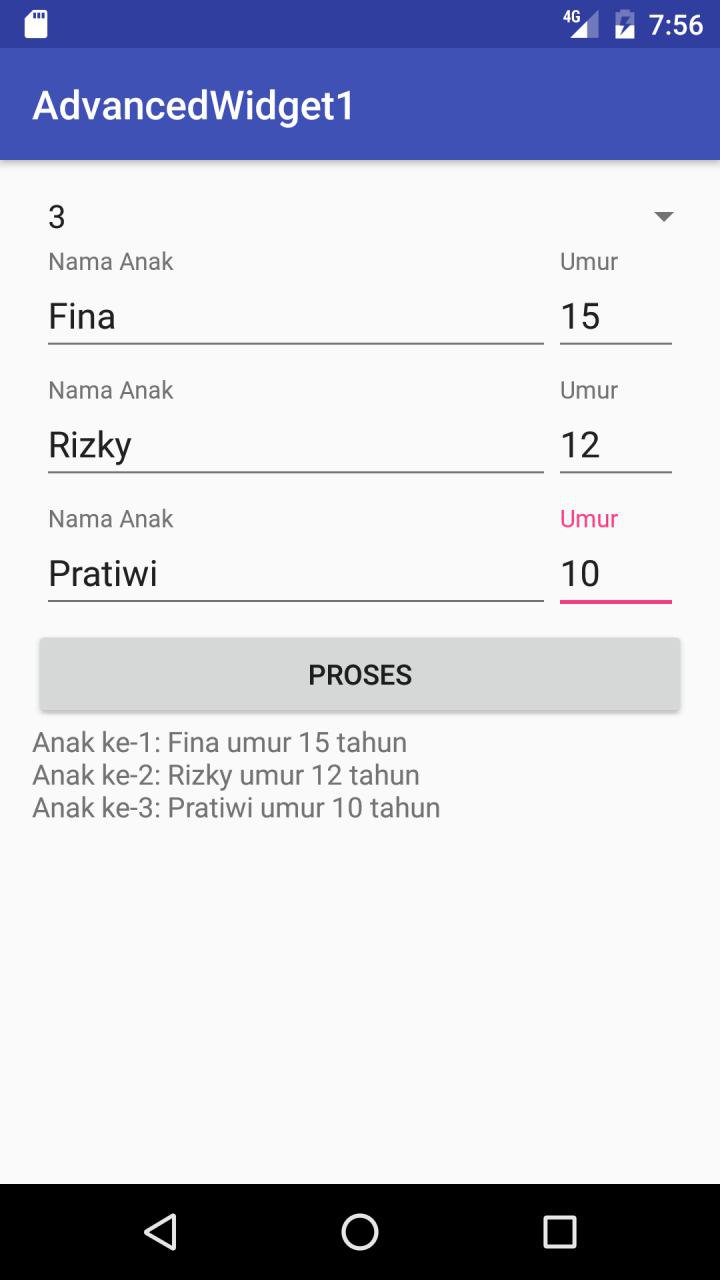 4G 7:56
AdvancedWidget1
3
Nama Anak Umur
Fina 15
Nama Anak Umur
Rizky 12
Nama Anak Umur
Pratiwi 10
PROSES
Anak ke-1: Fina umur 15 tahun
Anak ke-2: Rizky umur 12 tahun
Anak ke-3: Pratiwi umur 10 tahun